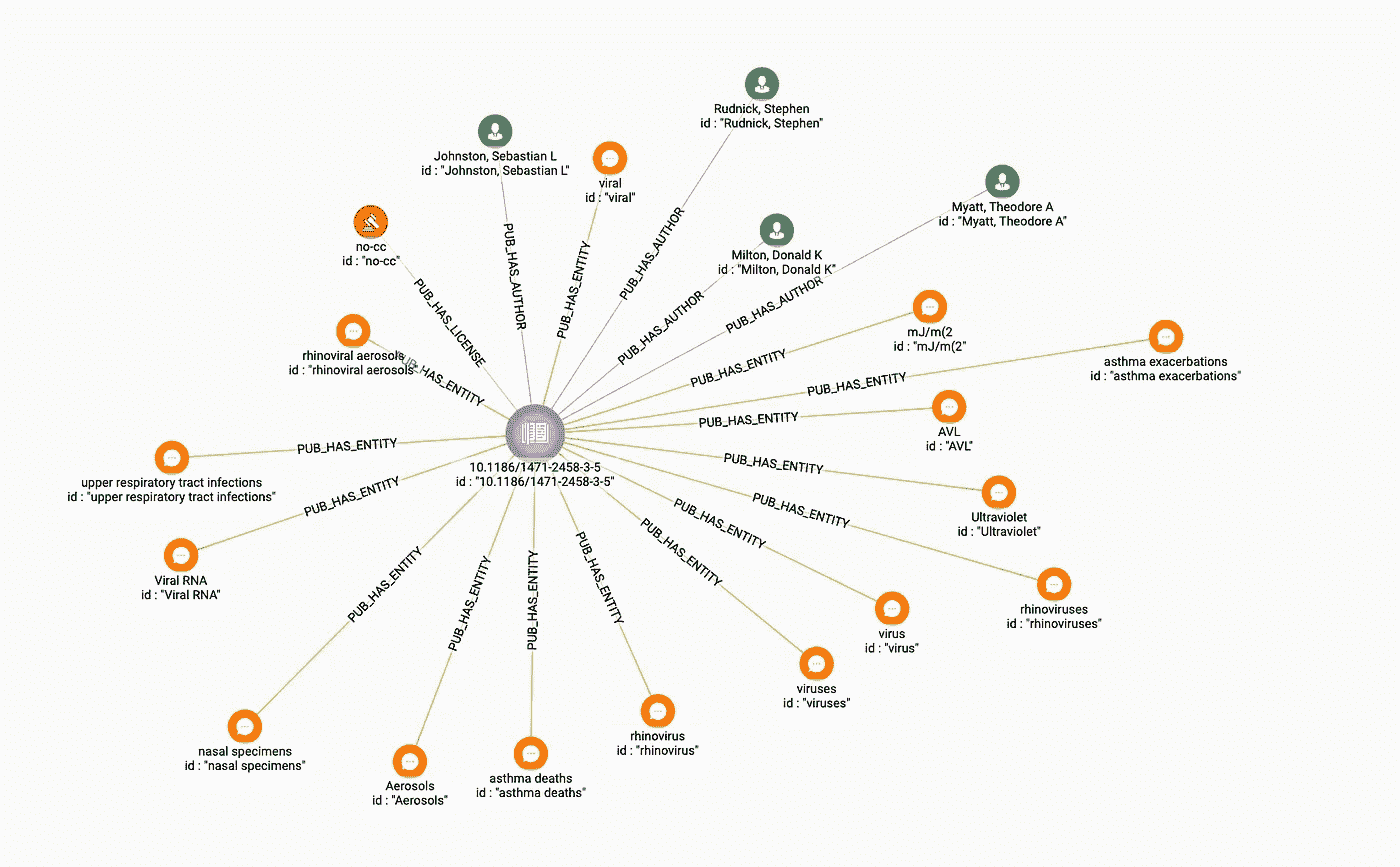 Rudnick, Stephen
id : "Rudnick, Stephen"
Johnston, Sebastian L
id : "Johnston, Sebastian L"
viral
id : "viral"
Myatt, Theodore A
id : "Myatt, Theodore A"
no-cc
id : "no-cc"
Milton, Donald K
id : "Milton, Donald K"
PUB_HAS_LICENSE
PUB_HAS_AUTHOR
PUB_HAS_ENTITY
PUB_HAS_AUTHOR
PUB_HAS_AUTHOR
PUB_HAS_AUTHOR
rhinoviral aerosols
id : "rhinoviral aerosols"
PUB_HAS_ENTITY
mJ/m(2
id : "mJ/m(2"
PUB_HAS_ENTITY
asthma exacerbations
id : "asthma exacerbations"
PUB_HAS_ENTITY
AVL
id : "AVL"
PUB_HAS_ENTITY
PUB_HAS_ENTITY
upper respiratory tract infections
id : "upper respiratory tract infections"
10.1186/1471-2458-3-5
id : "10.1186/1471-2458-3-5"
PUB_HAS_ENTITY
Ultraviolet
id : "Ultraviolet"
PUB_HAS_ENTITY
PUB_HAS_ENTITY
PUB_HAS_ENTITY
PUB_HAS_ENTITY
Viral RNA
id : "Viral RNA"
PUB_HAS_ENTITY
PUB_HAS_ENTITY
PUB_HAS_ENTITY
PUB_HAS_ENTITY
rhinoviruses
id : "rhinoviruses"
virus
id : "virus"
viruses
id : "viruses"
rhinovirus
id : "rhinovirus"
nasal specimens
id : "nasal specimens"
asthma deaths
id : "asthma deaths"
Aerosols
id : "Aerosols"